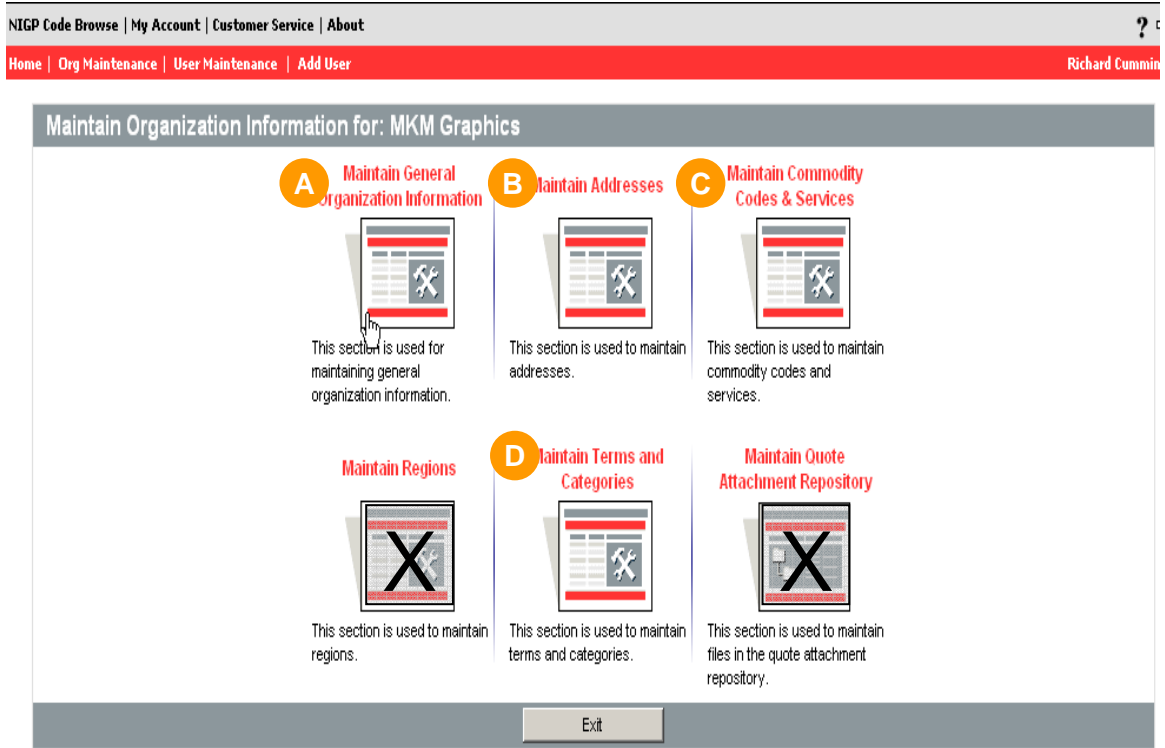 NIGP Code Browse | My Account | Customer Service | About
?
Home | Org Maintenance | User Maintenance | Add User
Richard Cummin
Maintain Organization Information for: MKM Graphics
A
Maintain General
Organization Information
This section is used for
maintaining general
organization information.
B
Maintain Addresses
This section is used to maintain
addresses.
C
Maintain Commodity
Codes & Services
This section is used to maintain
commodity codes and
services.
Maintain Regions
X
This section is used to maintain
regions.
D
Maintain Terms and
Categories
This section is used to maintain
terms and categories.
Maintain Quote
Attachment Repository
X
This section is used to maintain
files in the quote attachment
repository.
Exit